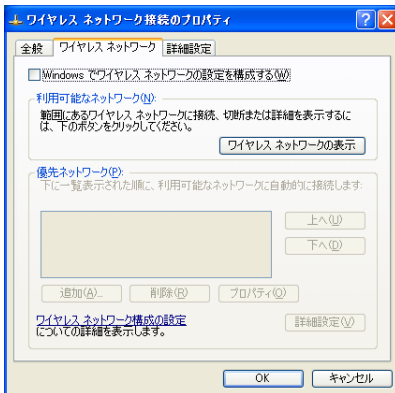 ワイヤレス ネットワーク接続のプロパティ
全般 ワイヤレス ネットワーク 詳細設定
Windows でワイヤレス ネットワークの設定を構成する(W)
利用可能なネットワーク(N):
範囲にあるワイヤレス ネットワークに接続、切断または詳細を表示するに
は、下のボタンをクリックしてください。
ワイヤレス ネットワークの表示
優先ネットワーク(P):
下に一覧表示された順に、利用可能なネットワークに自動的に接続します:
上へ(U)
下へ(D)
追加(A)... 削除(R) プロパティ(O)
ワイヤレス ネットワーク構成の設定
についての詳細を表示します。
詳細設定(V)
OK キャンセル